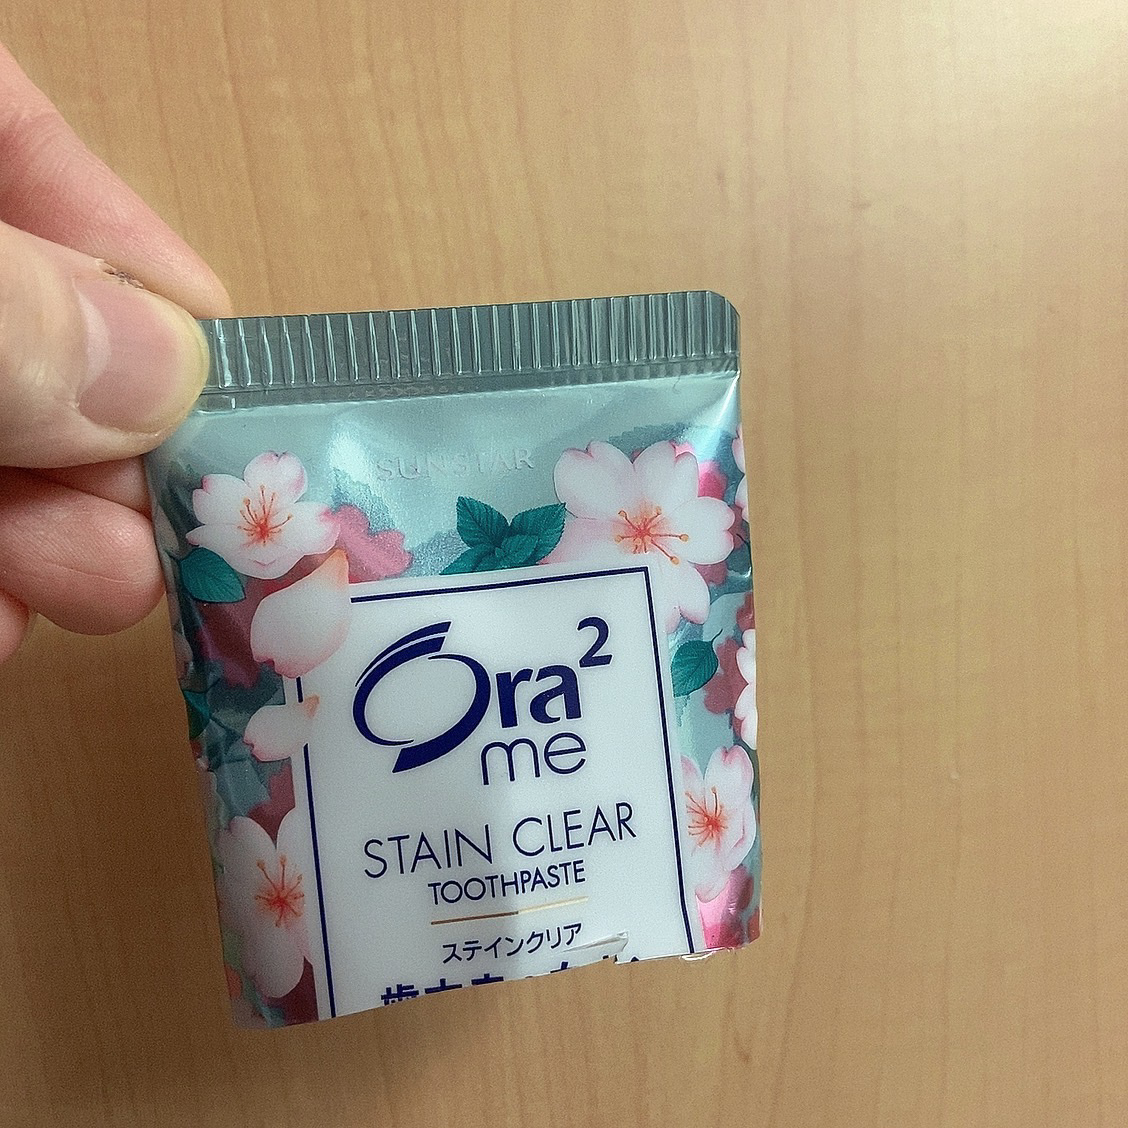 SUNSTAR
Ora²
me
STAIN CLEAR
TOOTHPASTE
ステインクリア